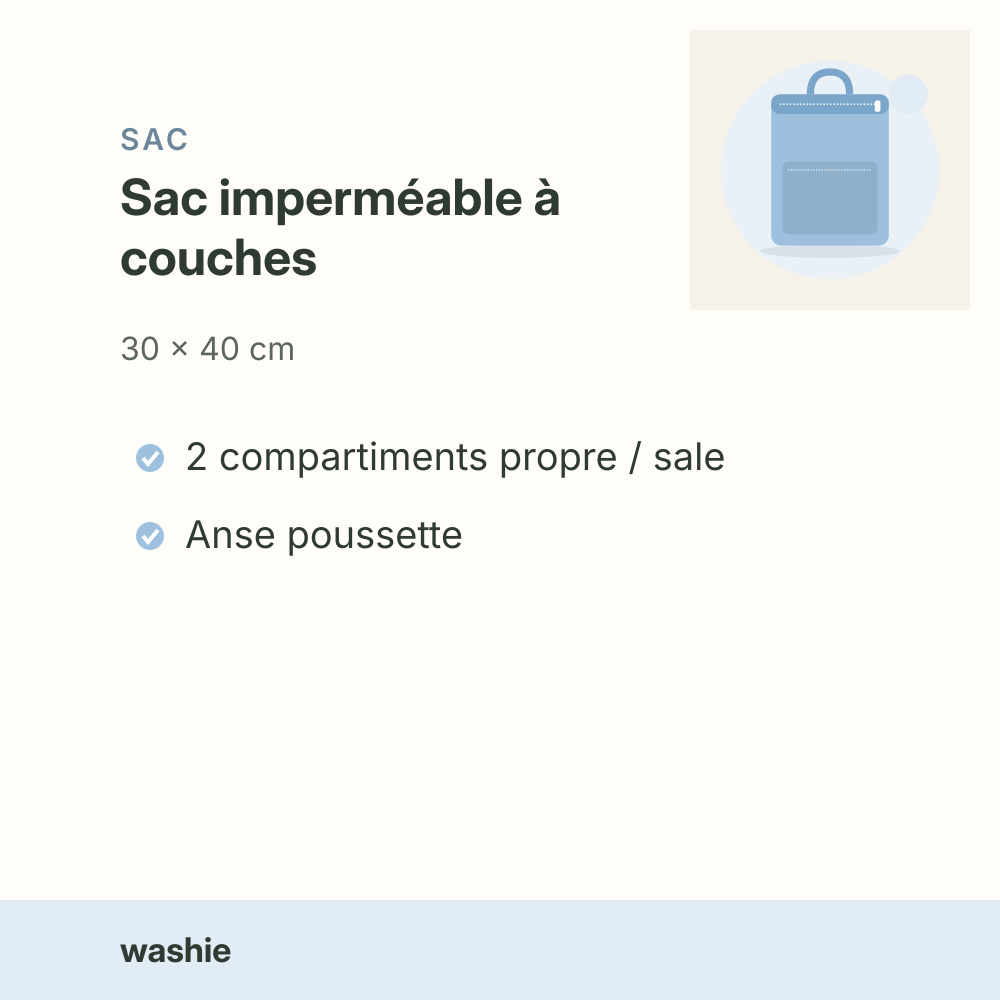 SAC
Sac imperméable à
couches
30 × 40 cm
2 compartiments propre / sale
Anse poussette
washie